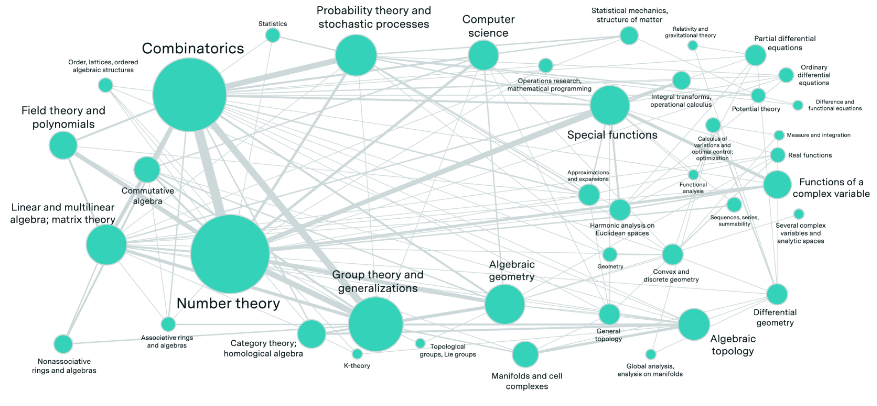 Statistics
Probability theory and
stochastic processes
Computer
science
Statistical mechanics,
structure of matter
Relativity and
gravitational theory
Partial differential
equations
Combinatorics
Order, lattices, ordered
algebraic structures
Operations research,
mathematical programming
Ordinary
differential
equations
Integral transforms,
operational calculus
Potential theory
Difference and
functional equations
Field theory and
polynomials
Special functions
Calculus of
variations and
optimal control;
optimization
Measure and integration
Real functions
Commutative
algebra
Approximations
and expansions
Functional
analysis
Functions of a
complex variable
Linear and multilinear
algebra; matrix theory
Harmonic analysis on
Euclidean spaces
Sequences, series,
summability
Several complex
variables and
analytic spaces
Number theory
Group theory and
generalizations
Algebraic
geometry
Geometry
Convex and
discrete geometry
Differential
geometry
Associative
rings and algebras
Category theory;
homological algebra
Topological
groups, Lie groups
General
topology
Algebraic
topology
Nonassociative
rings and algebras
K-theory
Manifolds and cell
complexes
Global analysis,
analysis on manifolds